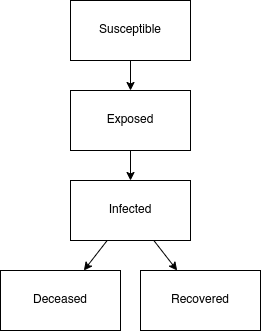 Susceptible
Exposed
Infected
Deceased
Recovered